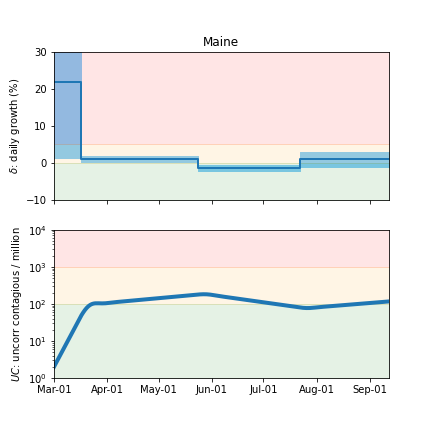 Maine
30
20
10
0
−10
δ: daily growth (%)
10⁴
10³
10²
10¹
10⁰
UC: uncorr contagious / million
Mar-01 Apr-01 May-01 Jun-01 Jul-01 Aug-01 Sep-01